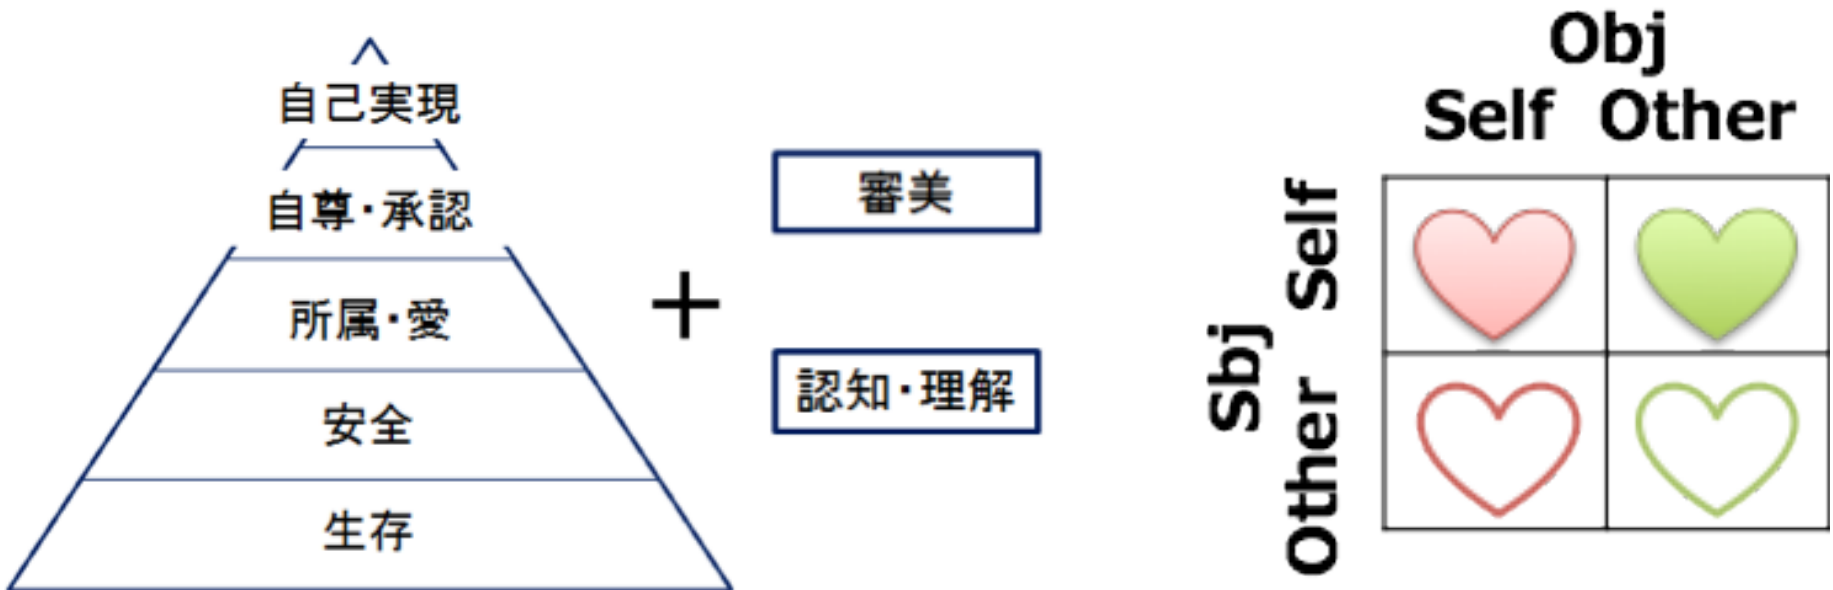 自己実現
自尊・承認
所属・愛
安全
生存
+
審美
認知・理解
Obj
Self Other
Sbj
Self
Other